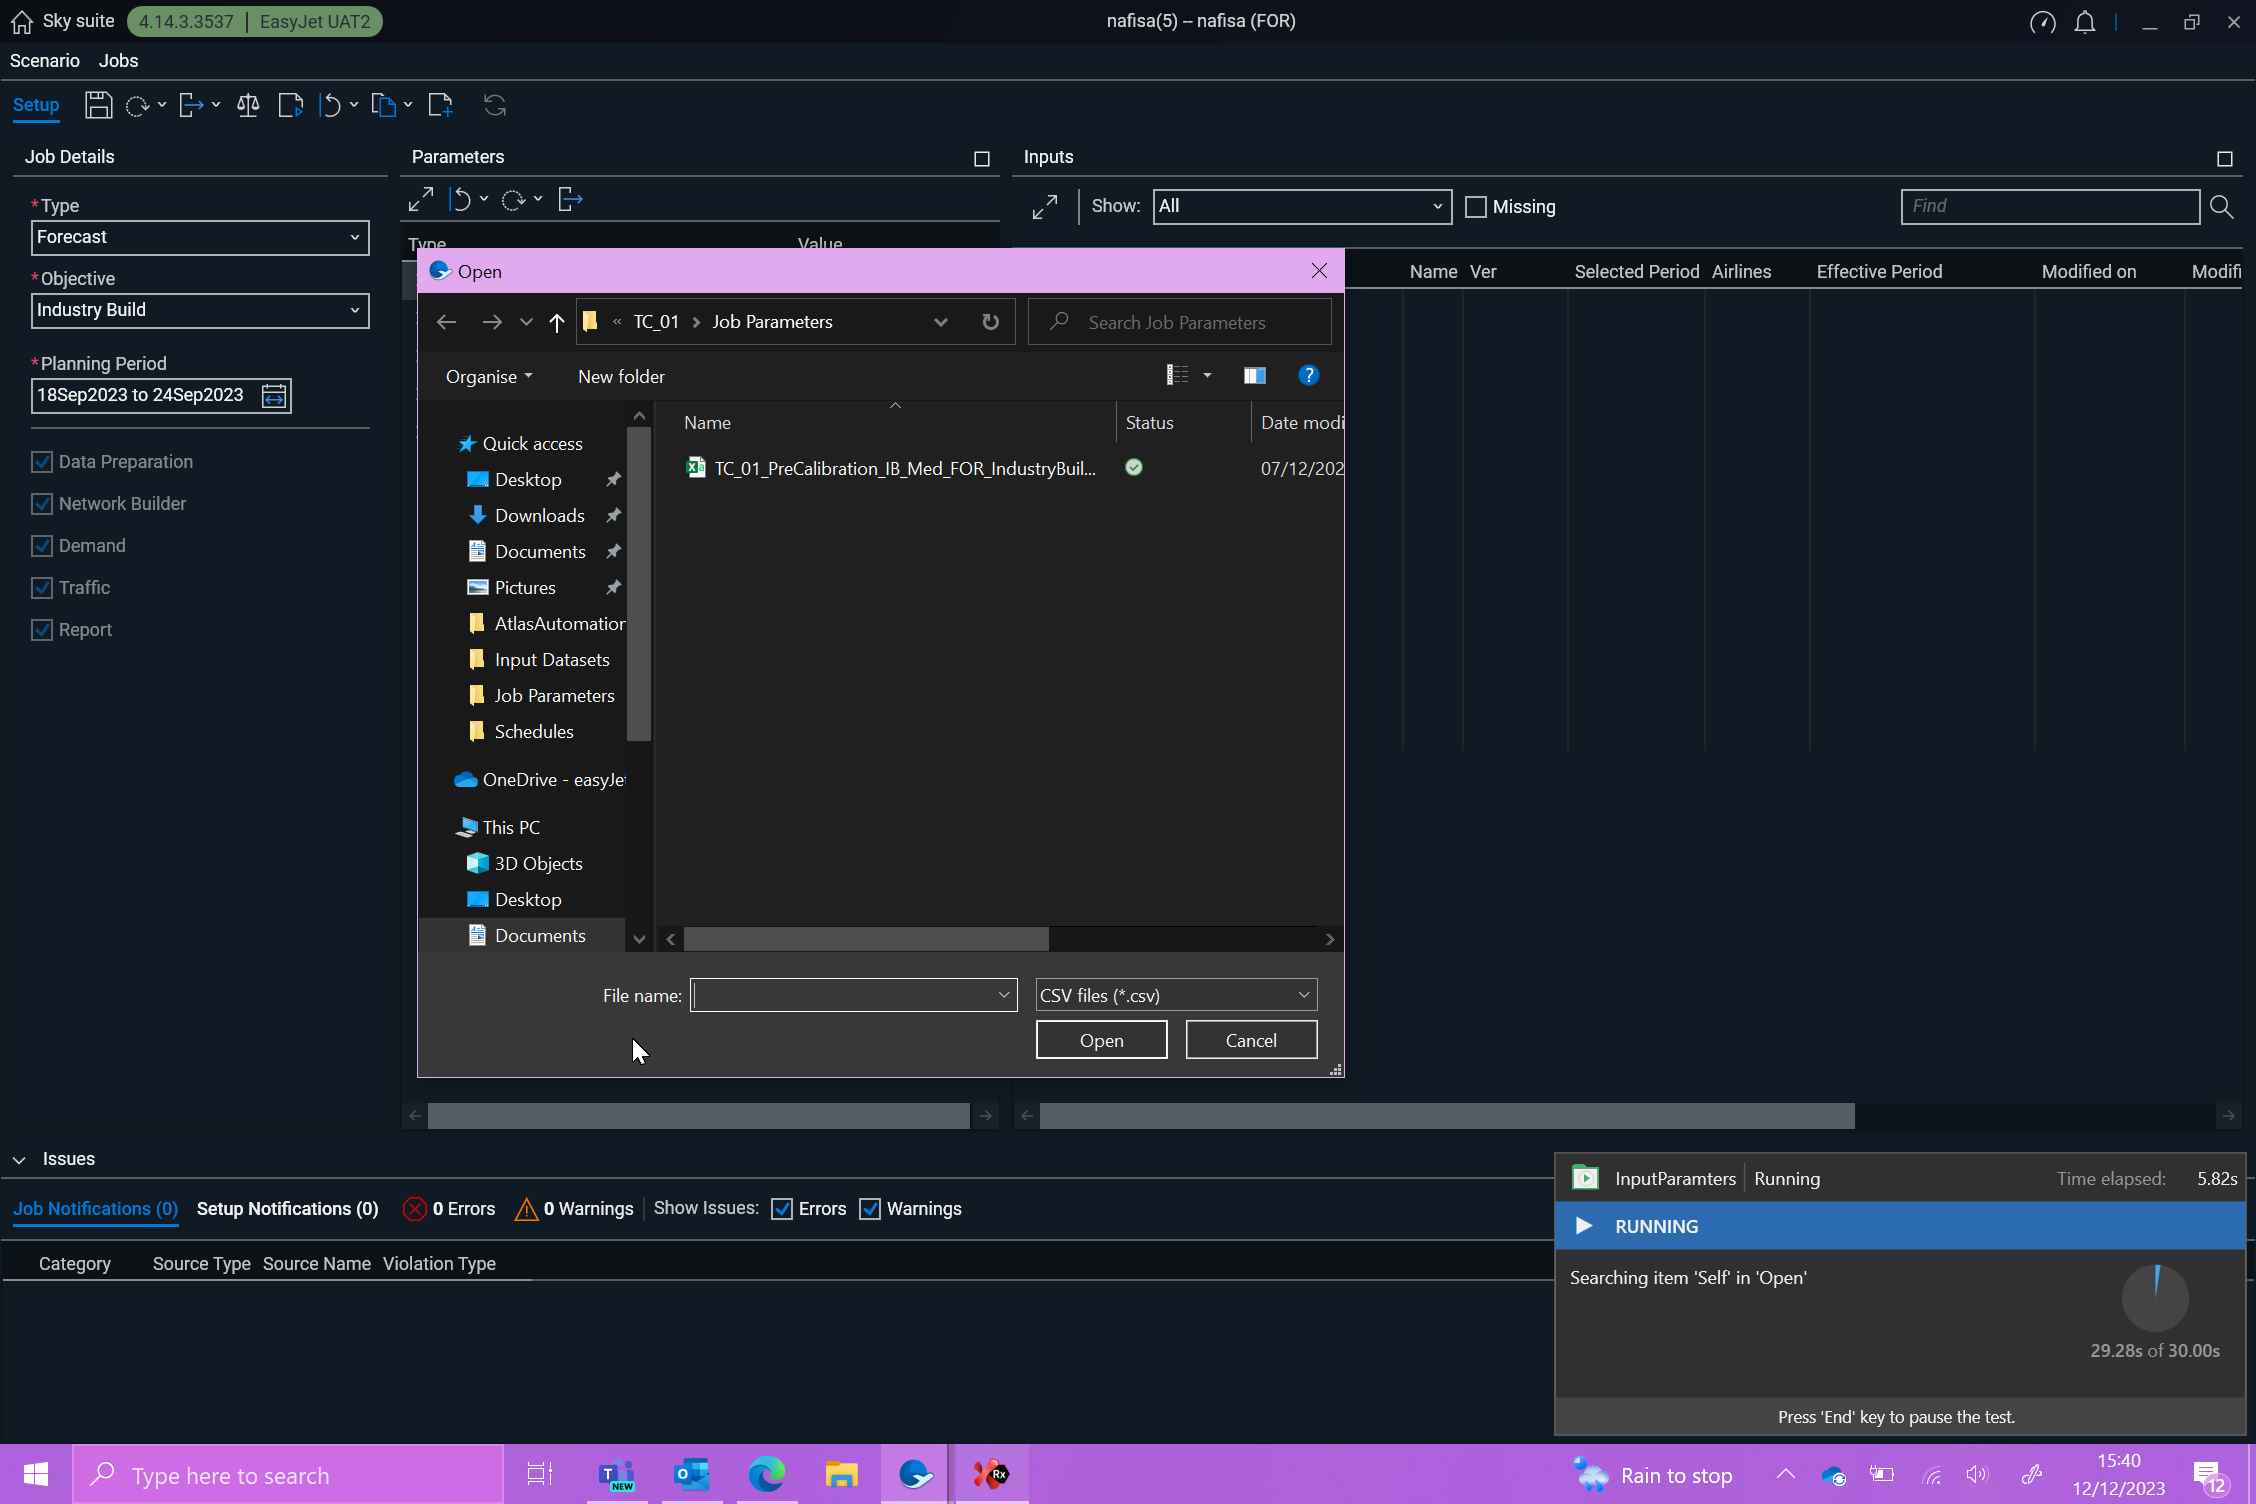 Sky suite 4.14.3.3537 | EasyJet UAT2 nafisa(5) – nafisa (FOR)
Scenario Jobs
Setup
Job Details Parameters Inputs
*Type
Forecast
*Objective
Industry Build
*Planning Period
18Sep2023 to 24Sep2023
Data Preparation
Network Builder
Demand
Traffic
Report
Type Value
Show: All Missing Find
Name Ver Selected Period Airlines Effective Period Modified on Modifi
Open
« TC_01 > Job Parameters Search Job Parameters
Organise New folder
Quick access
Desktop
Downloads
Documents
Pictures
AtlasAutomation
Input Datasets
Job Parameters
Schedules
OneDrive - easyJet
This PC
3D Objects
Desktop
Documents
Name Status Date modi
TC_01_PreCalibration_IB_Med_FOR_IndustryBuil... 07/12/202
File name: CSV files (*.csv)
Open Cancel
Issues
Job Notifications (0) Setup Notifications (0) 0 Errors 0 Warnings Show Issues: Errors Warnings
Category Source Type Source Name Violation Type
InputParamters Running Time elapsed: 5.82s
RUNNING
Searching item 'Self' in 'Open'
29.28s of 30.00s
Press 'End' key to pause the test.
Type here to search
T NEW
O
Rx
Rain to stop
15:40
12/12/2023
12